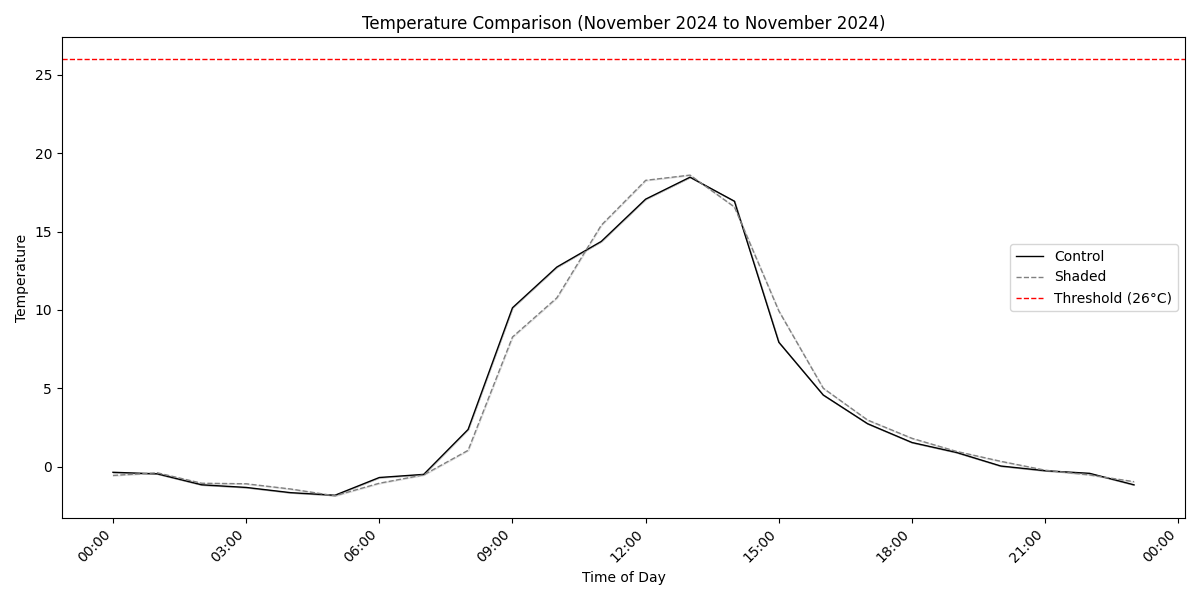 Temperature Comparison (November 2024 to November 2024)
Temperature
25
20
15
10
5
0
Control
Shaded
Threshold (26°C)
00:00
03:00
06:00
09:00
12:00
15:00
18:00
21:00
00:00
Time of Day